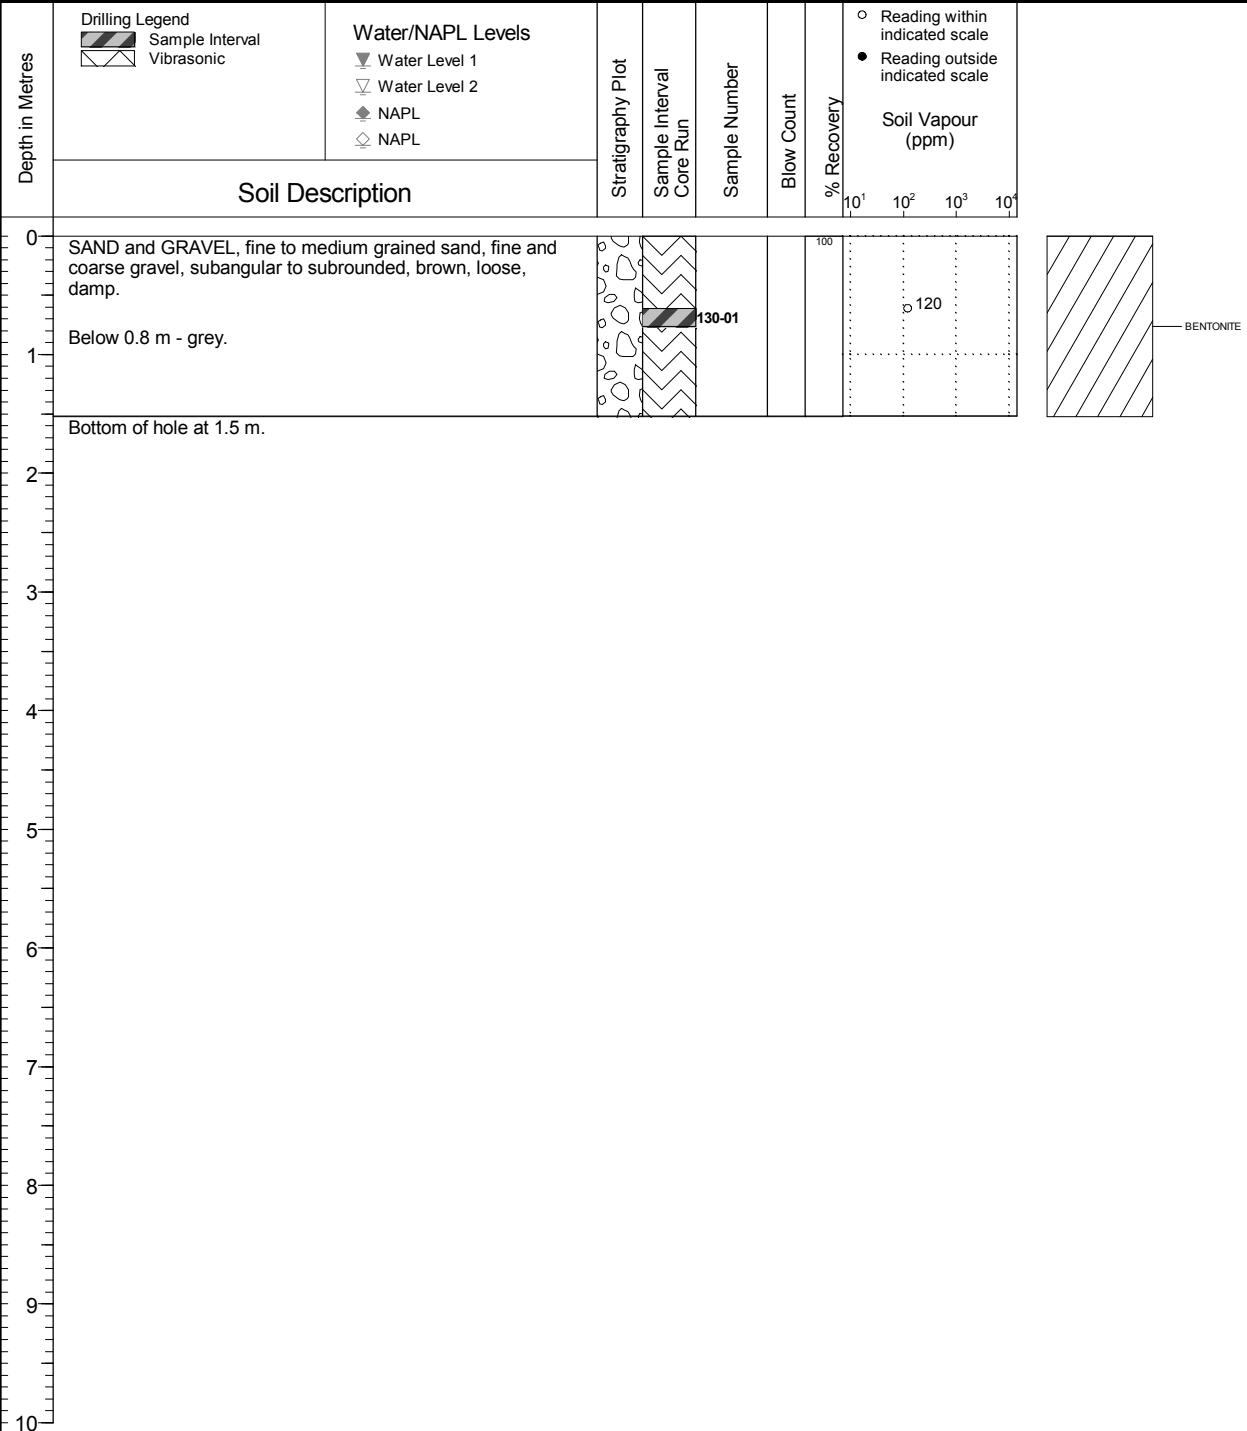 Depth in Metres
Drilling Legend
Sample Interval
Vibrasonic
Water/NAPL Levels
Water Level 1
Water Level 2
NAPL
NAPL
Soil Description
Stratigraphy Plot
Sample Interval
Core Run
Sample Number
Blow Count
% Recovery
Reading within
indicated scale
Reading outside
indicated scale
Soil Vapour
(ppm)
10¹ 10² 10³ 10⁴
0
SAND and GRAVEL, fine to medium grained sand, fine and
coarse gravel, subangular to subrounded, brown, loose,
damp.
Below 0.8 m - grey.
130-01
100
120
BENTONITE
1
Bottom of hole at 1.5 m.
2
3
4
5
6
7
8
9
10